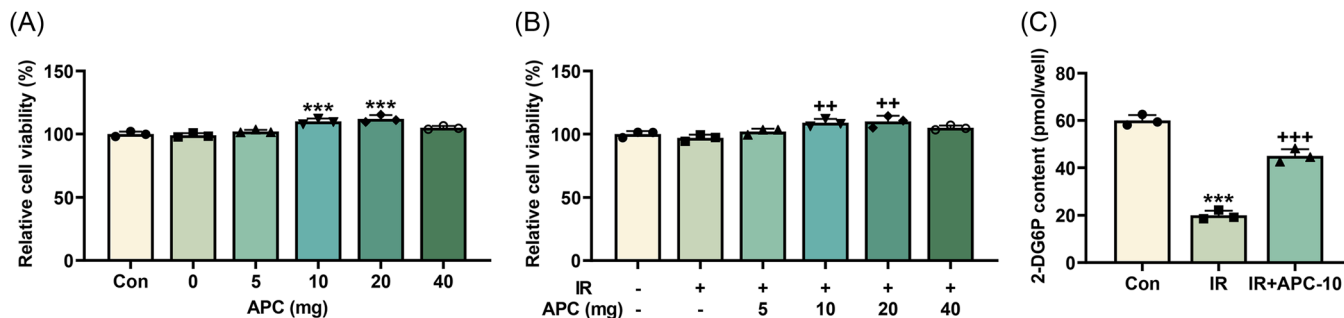 (A)
Relative cell viability (%)
150
100
50
0
*** ***
Con 0 5 10 20 40
APC (mg)
(B)
Relative cell viability (%)
150
100
50
0
++ ++
IR - + + + + +
APC (mg) - - 5 10 20 40
(C)
2-DG6P content (pmol/well)
80
60
40
20
0
***
+++
Con IR IR+APC-10